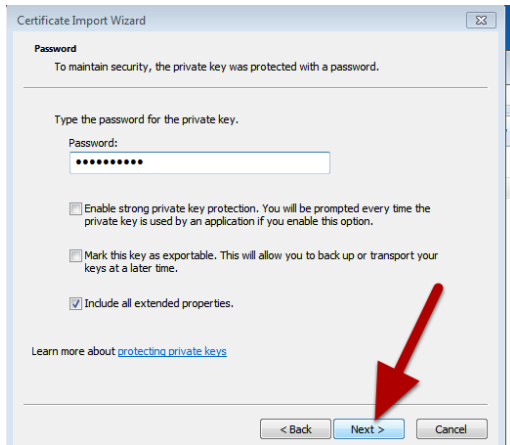 Certificate Import Wizard
Password
To maintain security, the private key was protected with a password.
Type the password for the private key.
Password:
••••••••••
Enable strong private key protection. You will be prompted every time the
private key is used by an application if you enable this option.
Mark this key as exportable. This will allow you to back up or transport your
keys at a later time.
Include all extended properties.
Learn more about protecting private keys
< Back Next > Cancel